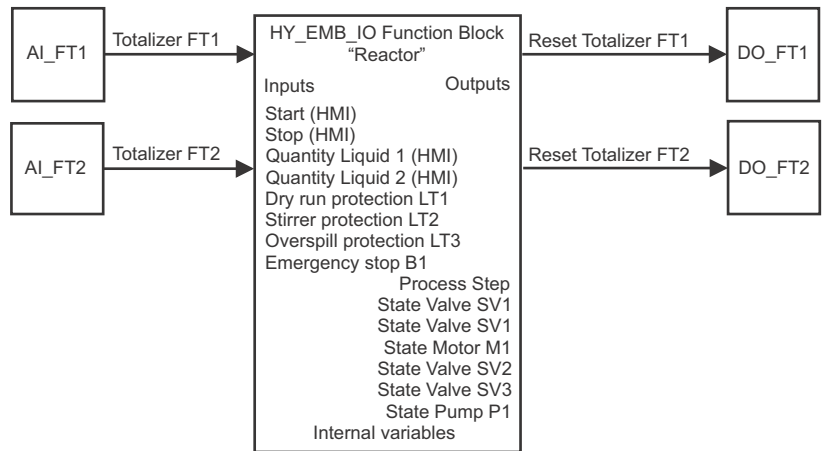 AI_FT1
Totalizer FT1
HY_EMB_IO Function Block
“Reactor”
Reset Totalizer FT1
DO_FT1
Inputs
Outputs
Start (HMI)
Stop (HMI)
AI_FT2
Totalizer FT2
Quantity Liquid 1 (HMI)
Quantity Liquid 2 (HMI)
Reset Totalizer FT2
DO_FT2
Dry run protection LT1
Stirrer protection LT2
Overspill protection LT3
Emergency stop B1
Process Step
State Valve SV1
State Valve SV1
State Motor M1
State Valve SV2
State Valve SV3
State Pump P1
Internal variables